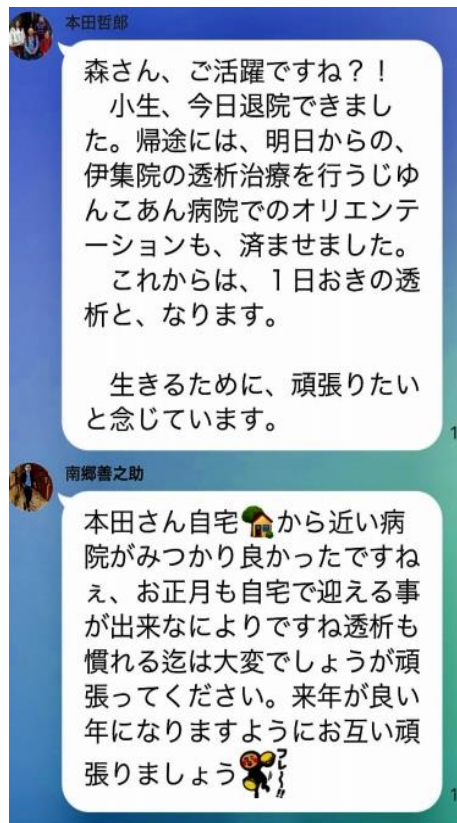 本田哲郎
森さん、ご活躍ですね？！
　小生、今日退院できまし
た。帰途には、明日からの、
伊集院の透析治療を行うじゆ
んこあん病院でのオリエンテ
ーションも、済ませました。
　これからは、１日おきの透
析と、なります。

　生きるために、頑張りたい
と念じています。
1
南郷善之助
本田さん自宅🏡から近い病
院がみつかり良かったですね
ぇ、お正月も自宅で迎える事
が出来なによりですね透析も
慣れる迄は大変でしょうが頑
張ってください。来年が良い
年になりますようにお互い頑
張りましょう フレ〜〜!!
1